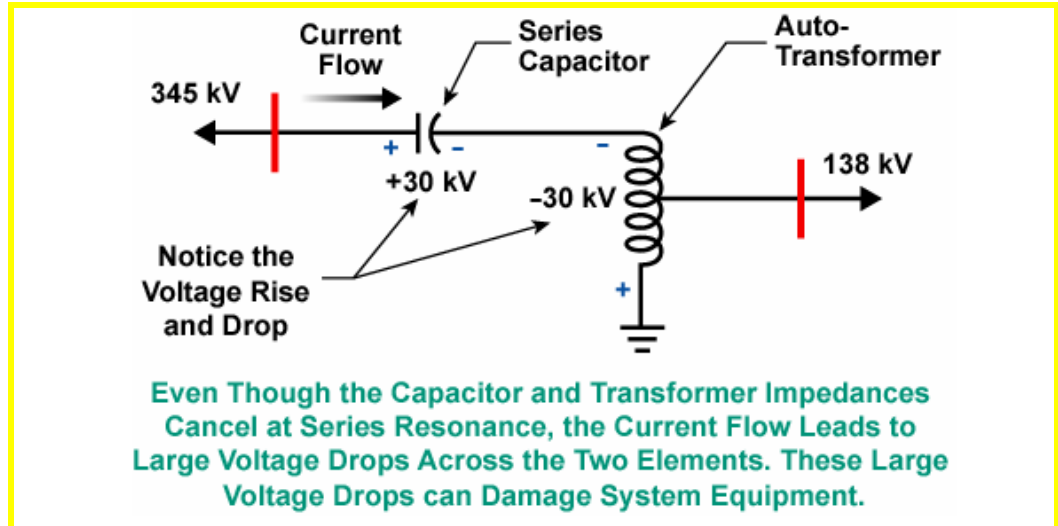 Current
Flow
Series
Capacitor
Auto-
Transformer
345 kV
138 kV
+ -
+30 kV
-
-30 kV
+
Notice the
Voltage Rise
and Drop
Even Though the Capacitor and Transformer Impedances
Cancel at Series Resonance, the Current Flow Leads to
Large Voltage Drops Across the Two Elements. These Large
Voltage Drops can Damage System Equipment.